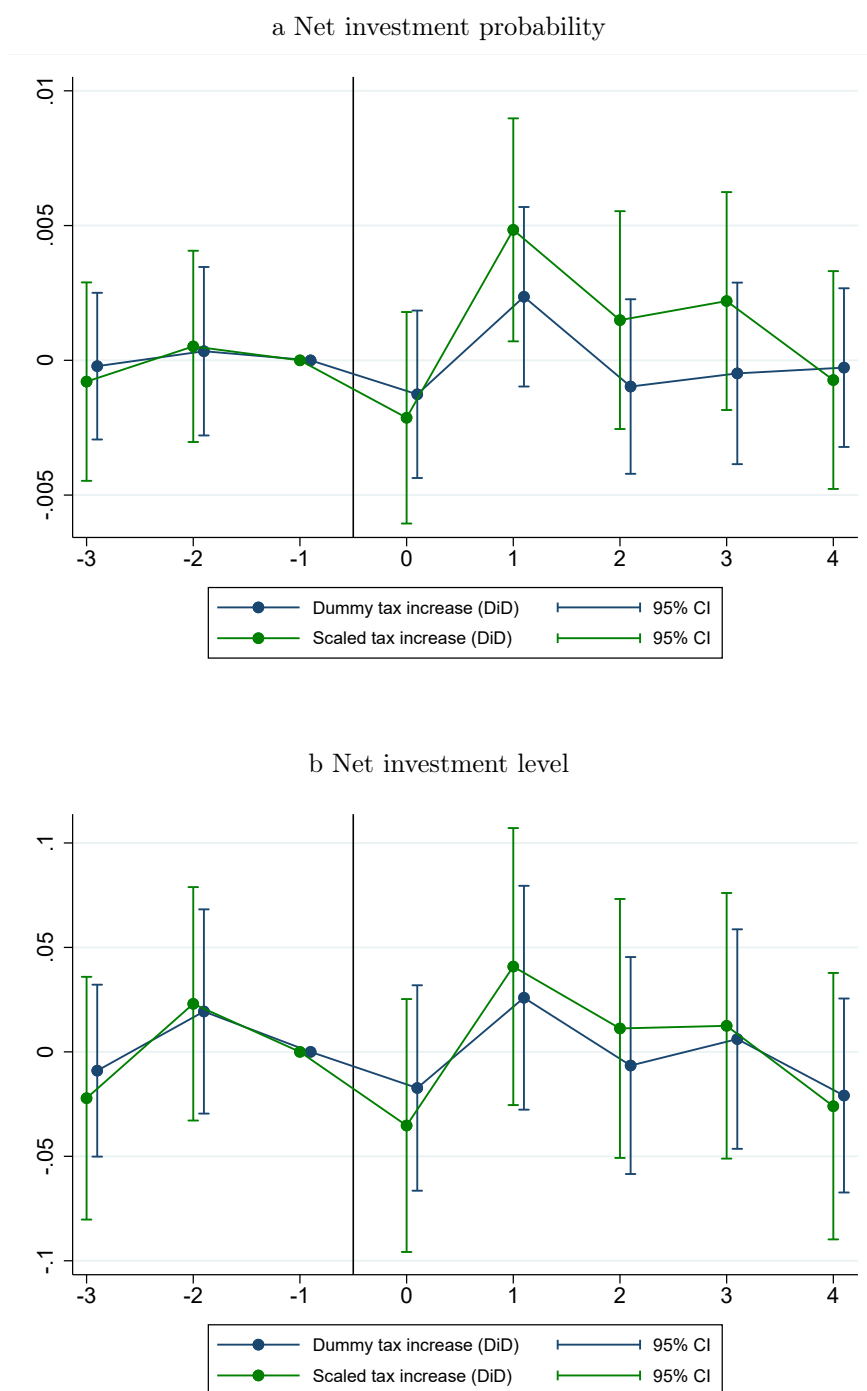 a Net investment probability
.01
.005
0
-.005
-3 -2 -1 0 1 2 3 4
Dummy tax increase (DiD) 95% CI
Scaled tax increase (DiD) 95% CI
b Net investment level
.1
.05
0
-.05
-.1
-3 -2 -1 0 1 2 3 4
Dummy tax increase (DiD) 95% CI
Scaled tax increase (DiD) 95% CI